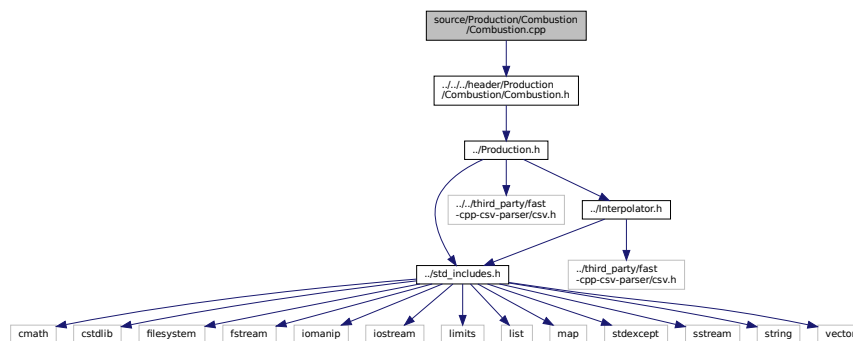 source/Production/Combustion
/Combustion.cpp
../../../header/Production
/Combustion/Combustion.h
../Production.h
../../third_party/fast
-cpp-csv-parser/csv.h
../Interpolator.h
../std_includes.h
../third_party/fast
-cpp-csv-parser/csv.h
cmath
cstdlib
filesystem
fstream
iomanip
iostream
limits
list
map
stdexcept
sstream
string
vector